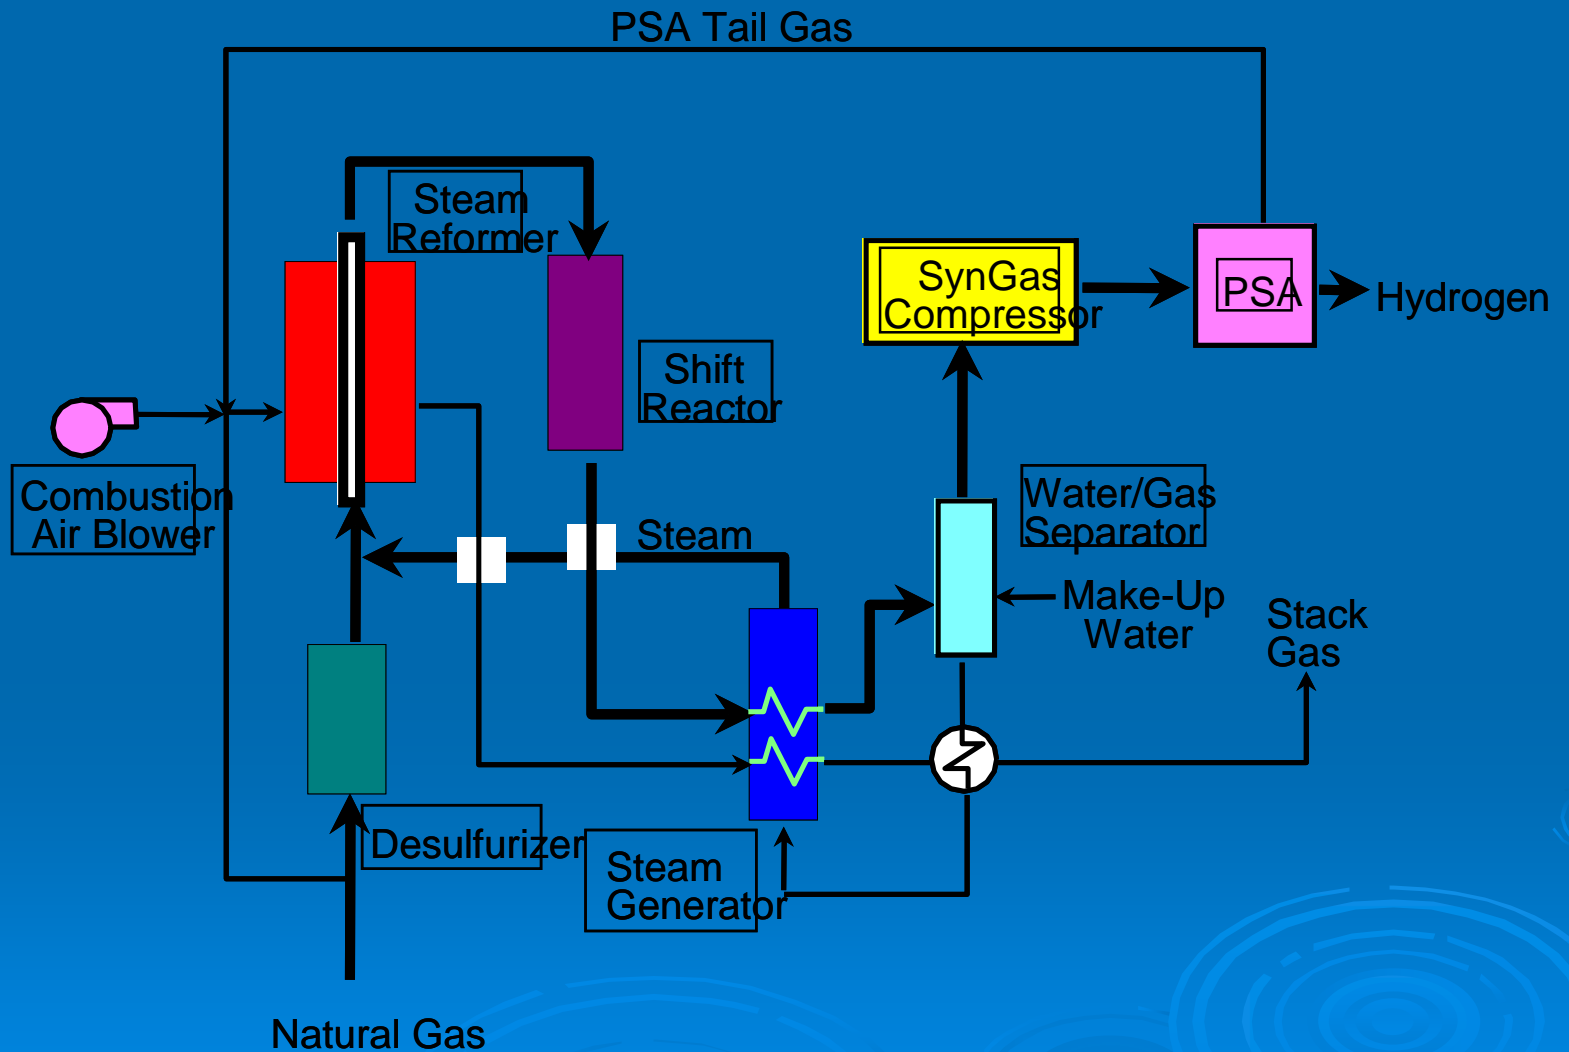 PSA Tail Gas
Steam
Reformer
SynGas
Compressor
PSA
Hydrogen
Shift
Reactor
Combustion
Air Blower
Steam
Water/Gas
Separator
Make-Up
Water
Stack
Gas
Desulfurizer
Steam
Generator
Natural Gas